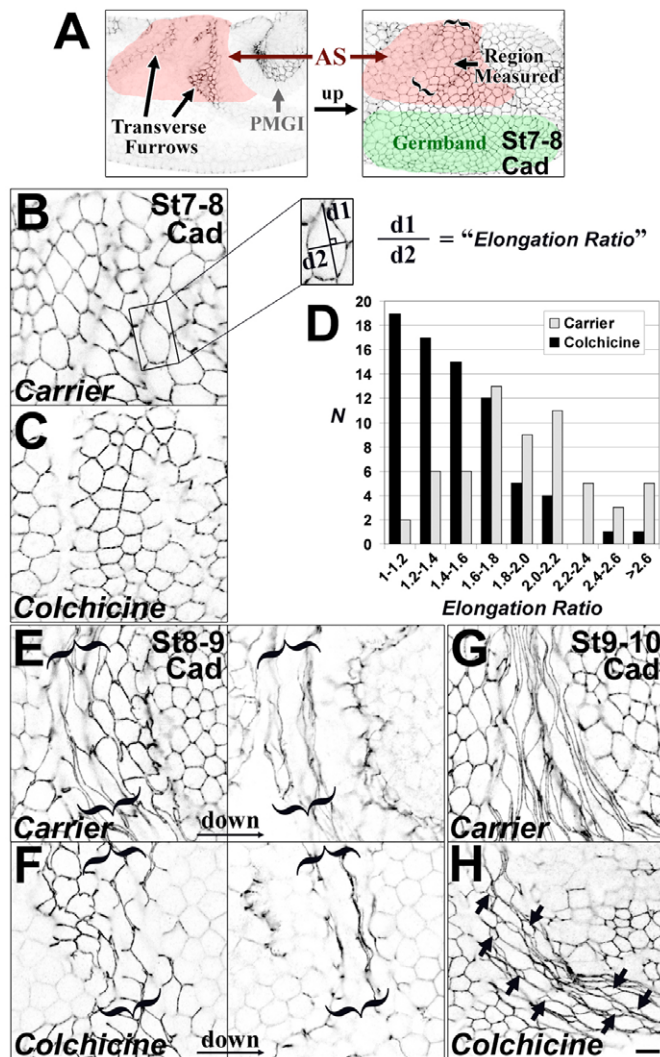 A
AS
Region
Measured
up
Transverse
Furrows
PMGI
Germband
St7-8
Cad
B
St7-8
Cad
d1
d2
d1
d2
= "Elongation Ratio"
Carrier
C
Colchicine
D
Carrier
Colchicine
N
20
18
16
14
12
10
8
6
4
2
0
1-1.2
1.2-1.4
1.4-1.6
1.6-1.8
1.8-2.0
2.0-2.2
2.2-2.4
2.4-2.6
>2.6
Elongation Ratio
E
St8-9
Cad
Carrier
down
G
St9-10
Cad
Carrier
F
Colchicine
down
H
Colchicine